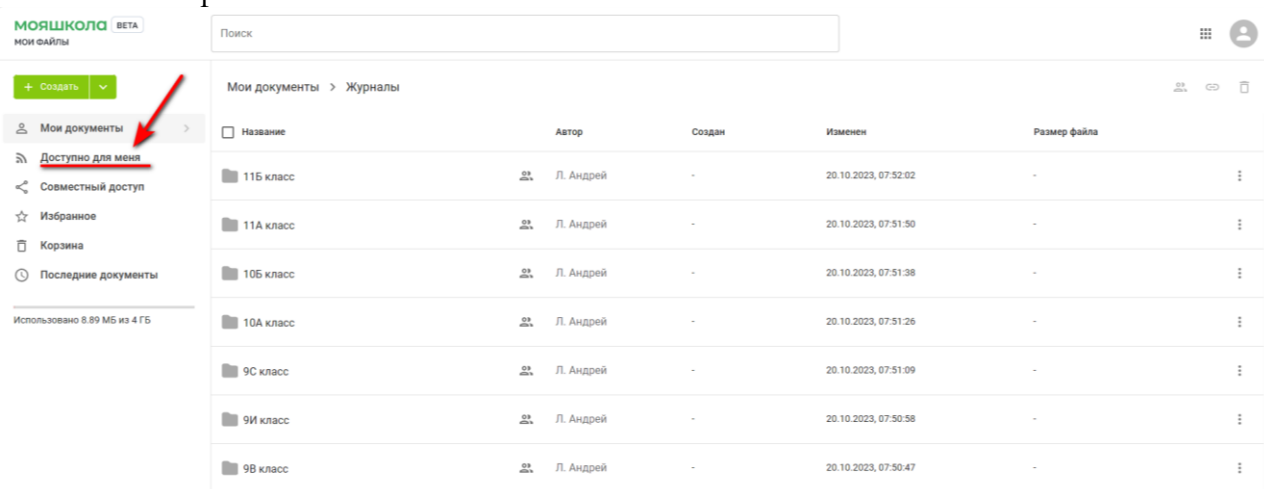 МОЯШКОЛА BETA
МОИ ФАЙЛЫ
Поиск
+ Создать
Мои документы
Доступно для меня
Совместный доступ
Избранное
Корзина
Последние документы
Использовано 8.89 МБ из 4 ГБ
Мои документы > Журналы
Название Автор Создан Изменен Размер файла
11Б класс Л. Андрей - 20.10.2023, 07:52:02 -
11А класс Л. Андрей - 20.10.2023, 07:51:50 -
10Б класс Л. Андрей - 20.10.2023, 07:51:38 -
10А класс Л. Андрей - 20.10.2023, 07:51:26 -
9С класс Л. Андрей - 20.10.2023, 07:51:09 -
9И класс Л. Андрей - 20.10.2023, 07:50:58 -
9В класс Л. Андрей - 20.10.2023, 07:50:47 -